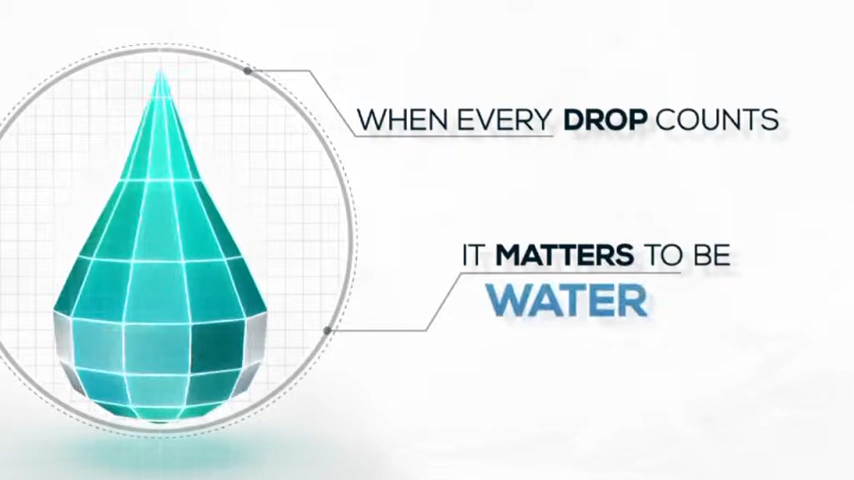 WHEN EVERY DROP COUNTS
IT MATTERS TO BE
WATER